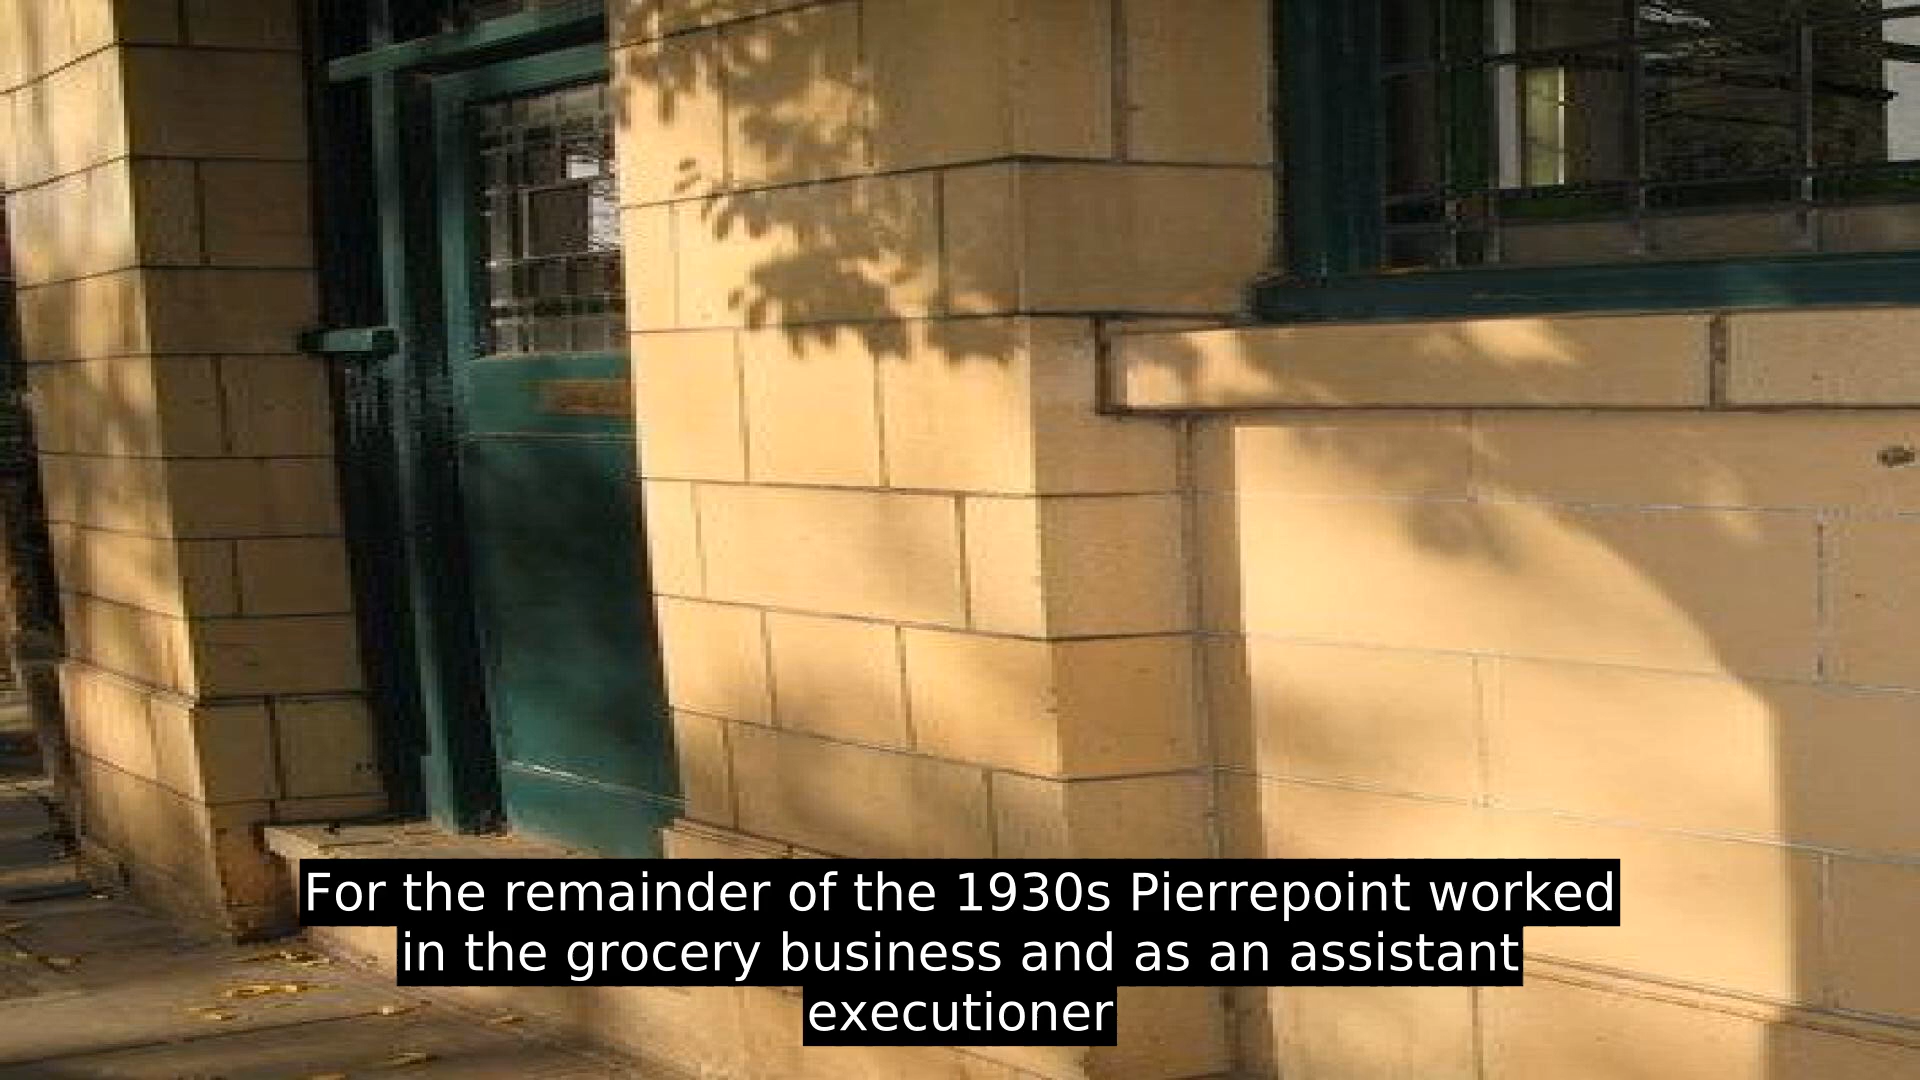 For the remainder of the 1930s Pierrepoint worked
in the grocery business and as an assistant
executioner